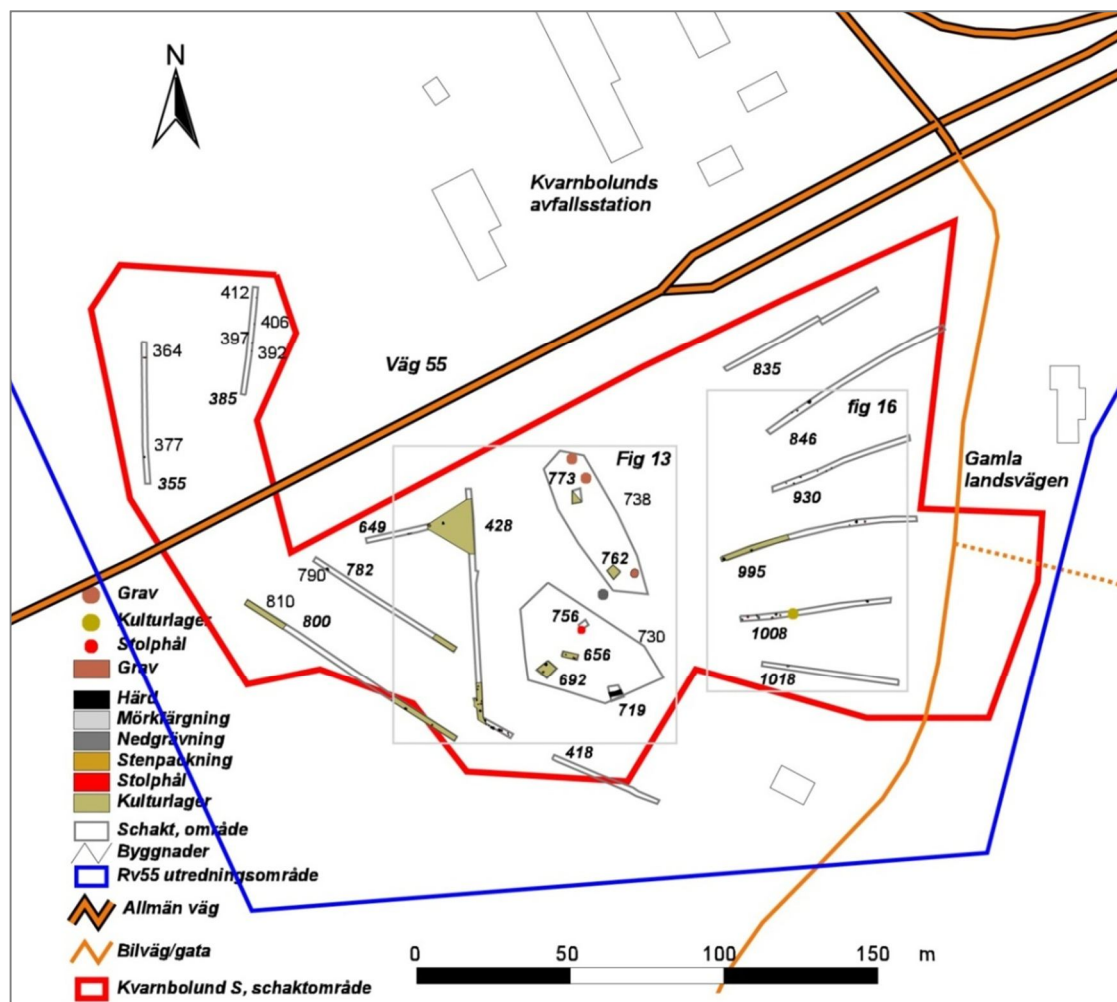 N
Kvarnbolunds
avfallsstation
412
406
397
392
364
385
377
355
Väg 55
835
fig 16
846
Fig 13
773
738
930
Gamla
landsvägen
649
428
790
782
762
995
810
800
756
730
656
692
719
1008
1018
418
Grav
Kulturlager
Stolphål
Grav
Härd
Mörkfärgning
Nedgrävning
Stenpackning
Stolphål
Kulturlager
Schakt, område
Byggnader
Rv55 utredningsområde
Allmän väg
Bilväg/gata
Kvarnbolund S, schaktområde
0 50 100 150 m